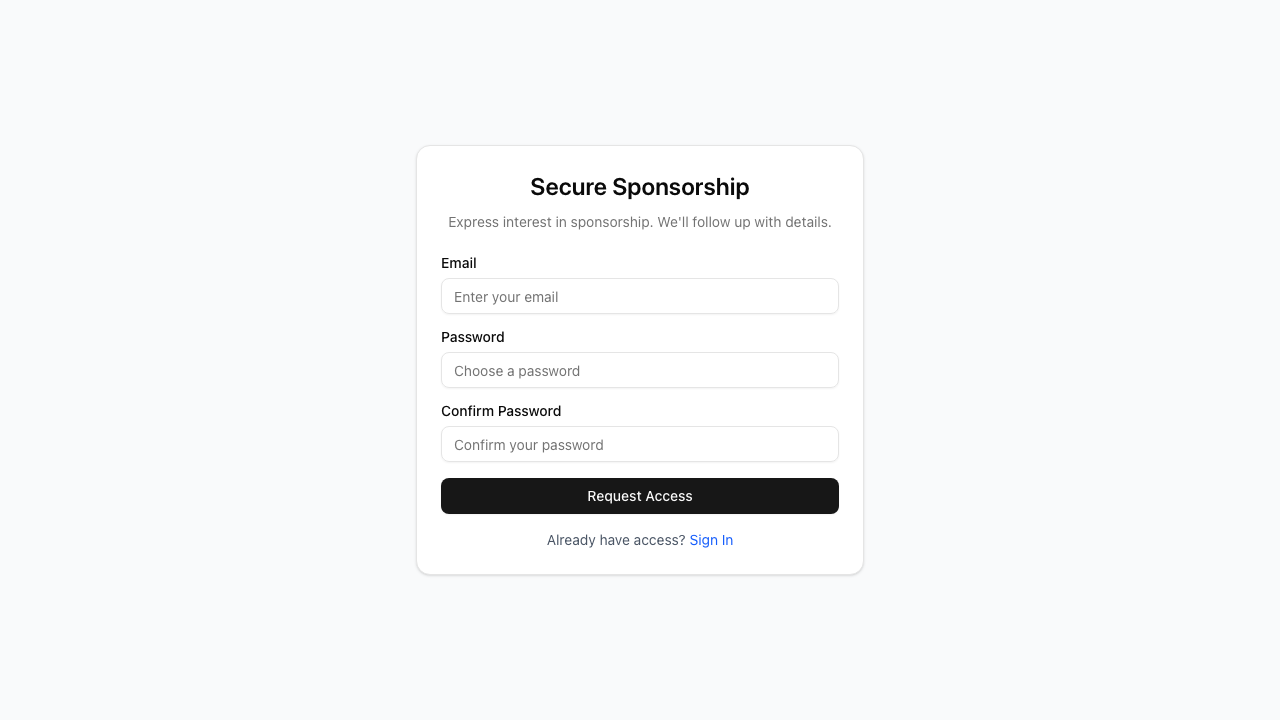 Secure Sponsorship
Express interest in sponsorship. We'll follow up with details.
Email
Enter your email
Password
Choose a password
Confirm Password
Confirm your password
Request Access
Already have access? Sign In